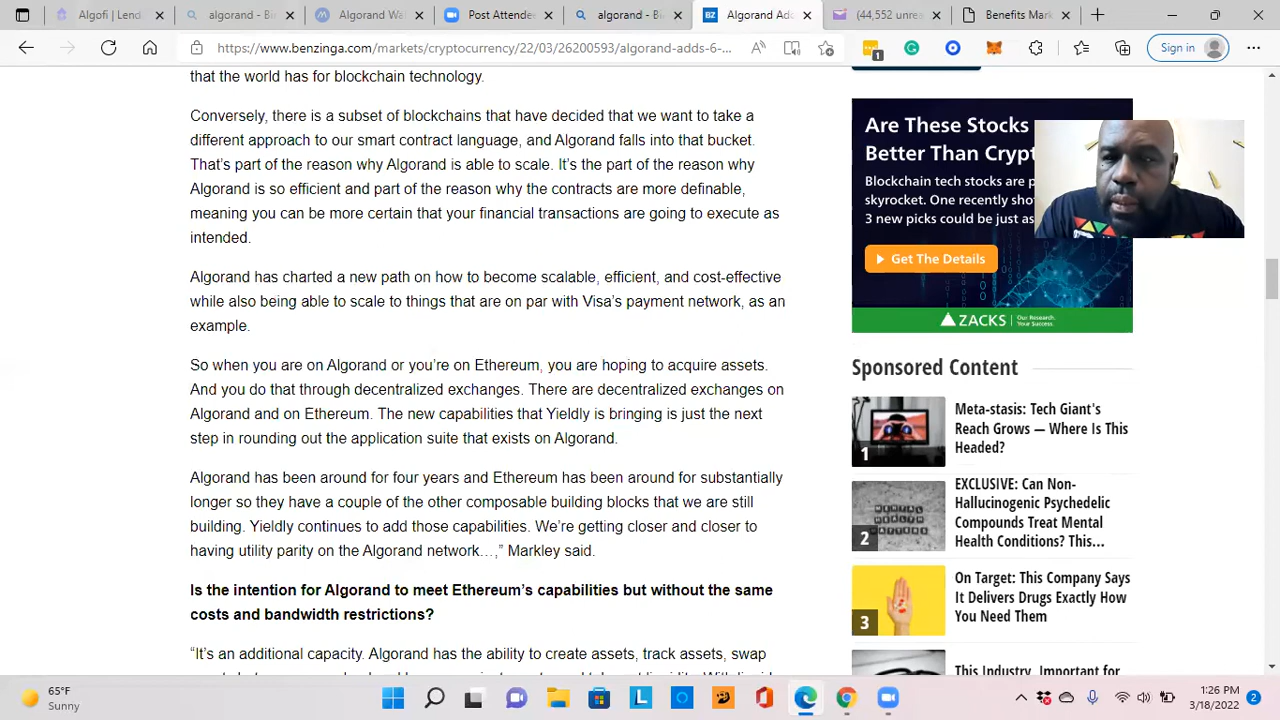 Algofi | Lendi
algorand - Be
Algorand Wa
Post Attende
algorand - Bi
Algorand Ad
(44,552 unre
https://www.benzinga.com/markets/cryptocurrency/22/03/26200593/algorand-adds-6-...
Sign in
that the world has for blockchain technology.
Conversely, there is a subset of blockchains that have decided that we want to take a
different approach to our smart contract language, and Algorand falls into that bucket.
That's part of the reason why Algorand is able to scale. It's the part of the reason why
Algorand is so efficient and part of the reason why the contracts are more definable,
meaning you can be more certain that your financial transactions are going to execute as
intended.
Algorand has charted a new path on how to become scalable, efficient, and cost-effective
while also being able to scale to things that are on par with Visa's payment network, as an
example.
So when you are on Algorand or you're on Ethereum, you are hoping to acquire assets.
And you do that through decentralized exchanges. There are decentralized exchanges on
Algorand and on Ethereum. The new capabilities that Yieldly is bringing is just the next
step in rounding out the application suite that exists on Algorand.
Algorand has been around for four years and Ethereum has been around for substantially
longer so they have a couple of the other composable building blocks that we are still
building. Yieldly continues to add those capabilities. We're getting closer and closer to
having utility parity on the Algorand network…,” Markley said.
Is the intention for Algorand to meet Ethereum's capabilities but without the same
costs and bandwidth restrictions?
“It's an additional capacity. Algorand has the ability to create assets, track assets, swap
Are These Stocks
Better Than Crypt
Blockchain tech stocks are p
skyrocket. One recently sho
3 new picks could be just as
Get The Details
ZACKS
Our Research.
Your Success.
Sponsored Content
1
Meta-stasis: Tech Giant's
Reach Grows — Where Is This
Headed?
2
EXCLUSIVE: Can Non-
Hallucinogenic Psychedelic
Compounds Treat Mental
Health Conditions? This...
3
On Target: This Company Says
It Delivers Drugs Exactly How
You Need Them
This Industry, Important for
65°F
Sunny
1:26 PM
3/18/2022
2